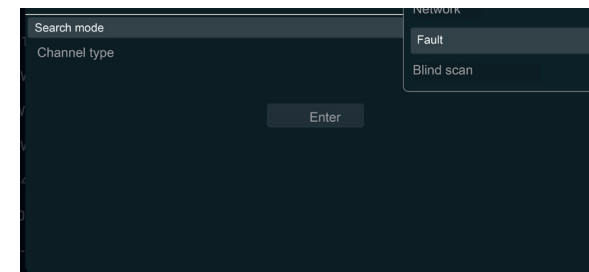 Network
Search mode
Fault
Channel type
Blind scan
Enter